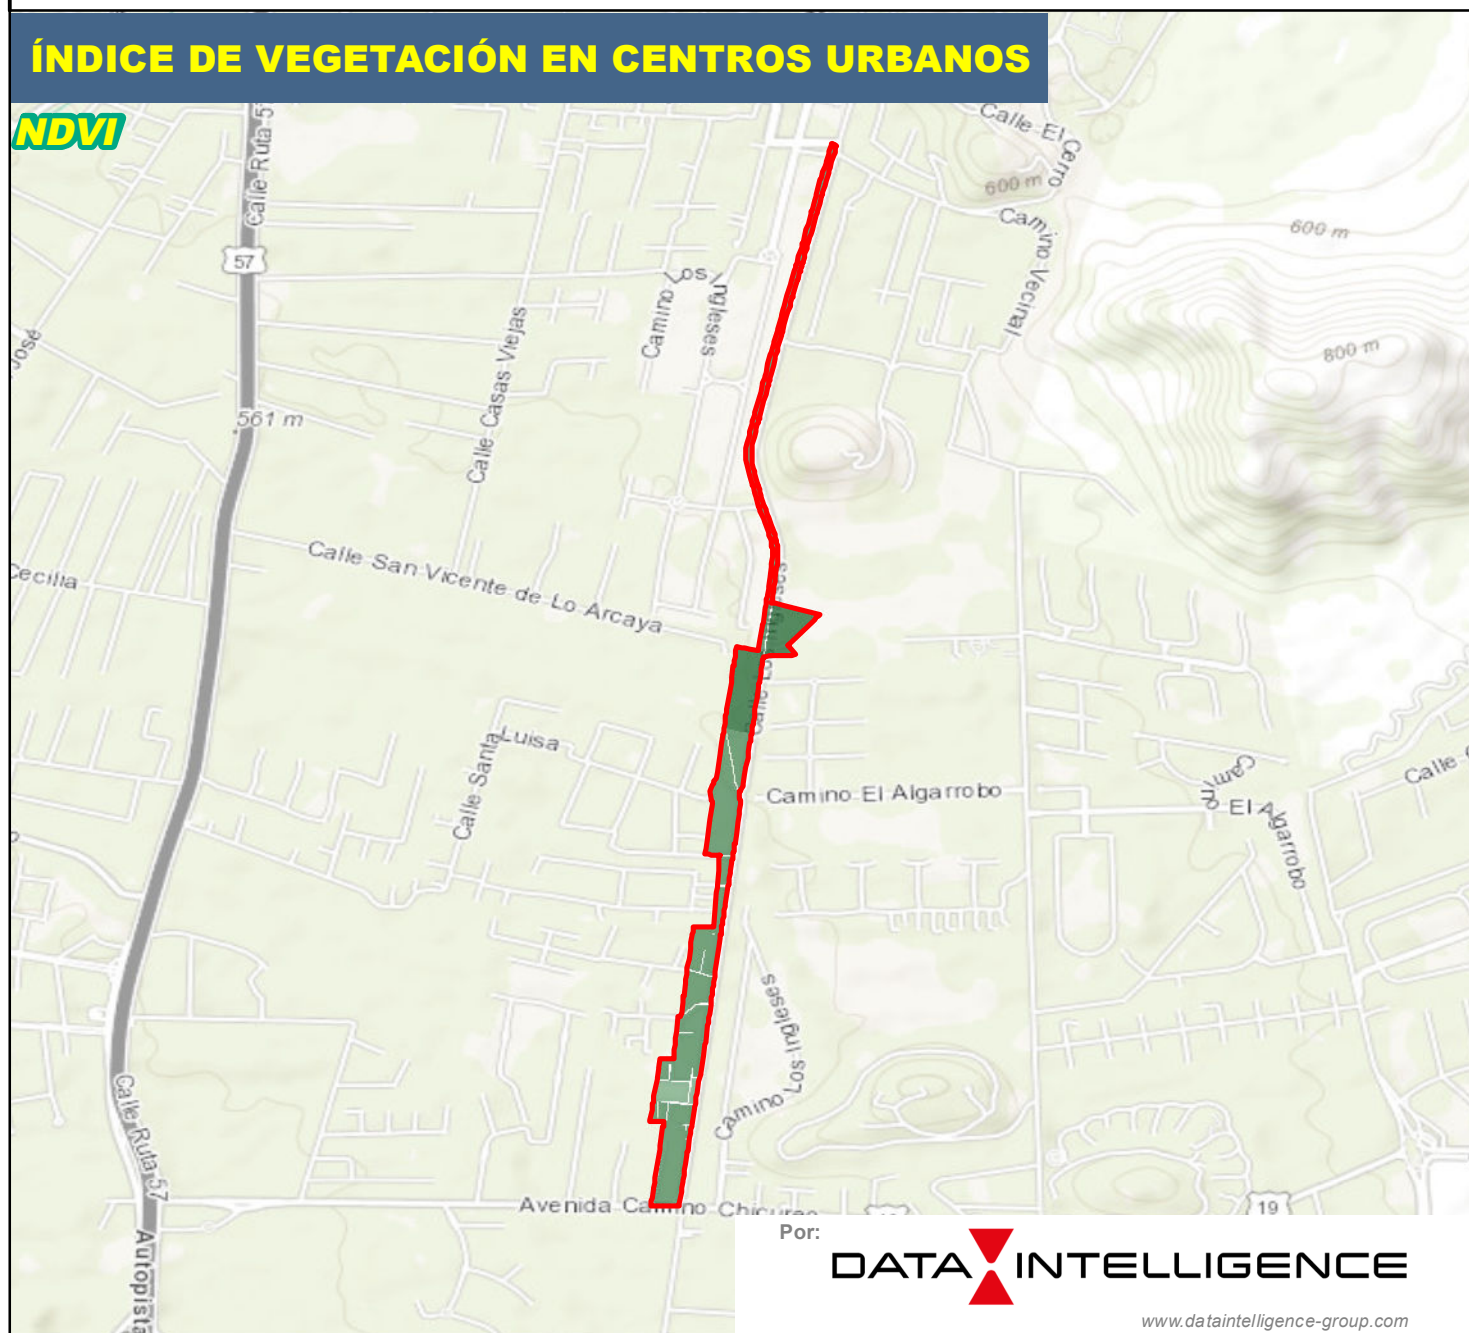 ÍNDICE DE VEGETACIÓN EN CENTROS URBANOS
NDVI
Calle Ruta 5
57
Calle El Cerro
600 m
600 m
Camino Vecinal
800 m
José
Camino Los Ingleses
Calle Casas Viejas
561 m
Calle San Vicente de Lo Arcaya
Cecilia
Calle Santa Luisa
Camino El Algarrobo
Camino El Algarrobo
Calle
Camino Los Ingleses
Calle Ruta 57
Avenida Camino Chicureo
19
Autopista
Por:
DATA INTELLIGENCE
www.dataintelligence-group.com